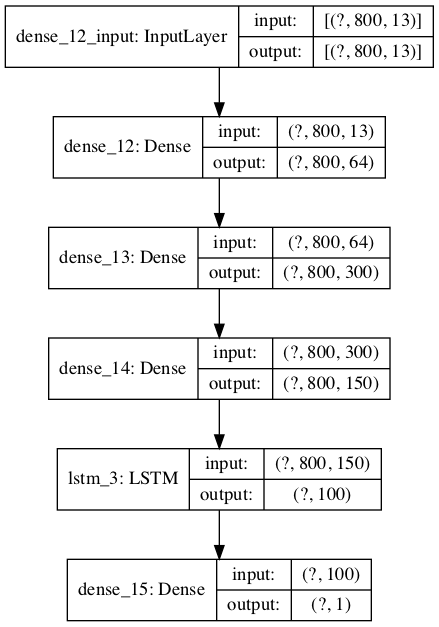 dense_12_input: InputLayer
input: [(?, 800, 13)]
output: [(?, 800, 13)]
dense_12: Dense
input: (?, 800, 13)
output: (?, 800, 64)
dense_13: Dense
input: (?, 800, 64)
output: (?, 800, 300)
dense_14: Dense
input: (?, 800, 300)
output: (?, 800, 150)
lstm_3: LSTM
input: (?, 800, 150)
output: (?, 100)
dense_15: Dense
input: (?, 100)
output: (?, 1)